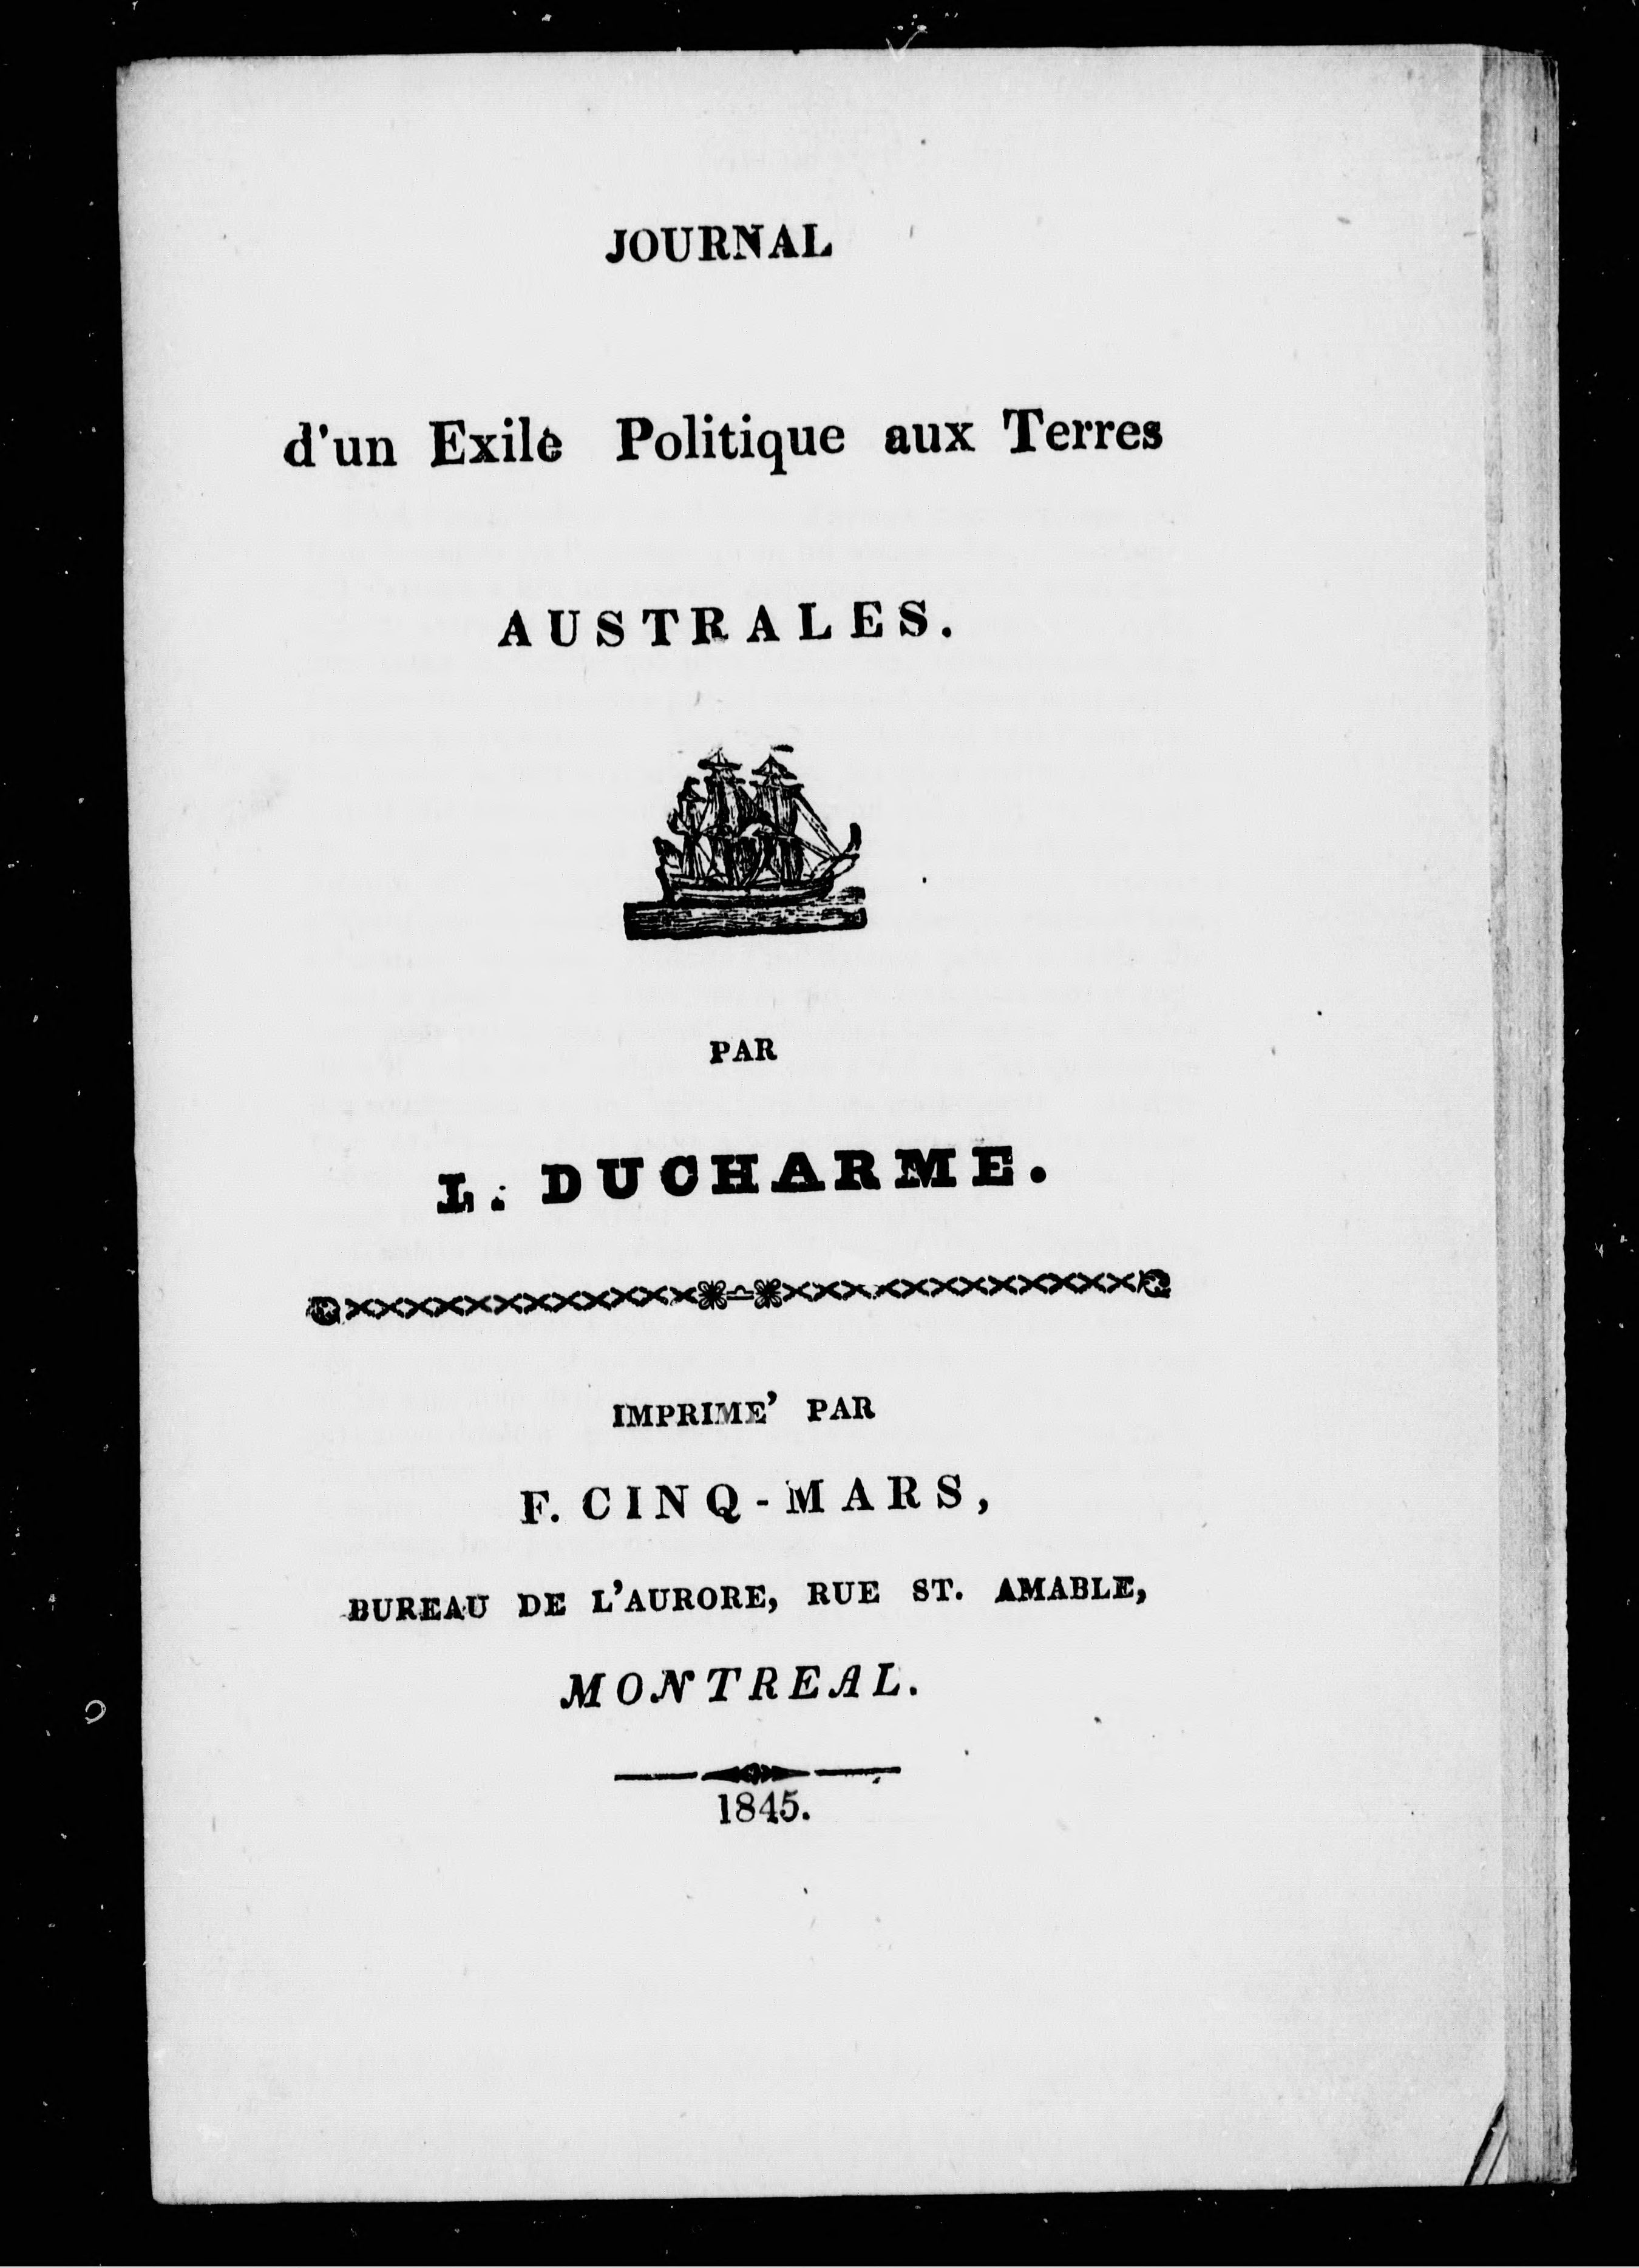 JOURNAL
d'un Exilè Politique aux Terres
AUSTRALES.
PAR
L. DUCHARME.
IMPRIME' PAR
F. CINQ-MARS,
BUREAU DE L'AURORE, RUE ST. AMABLE,
MONTREAL.
1845.